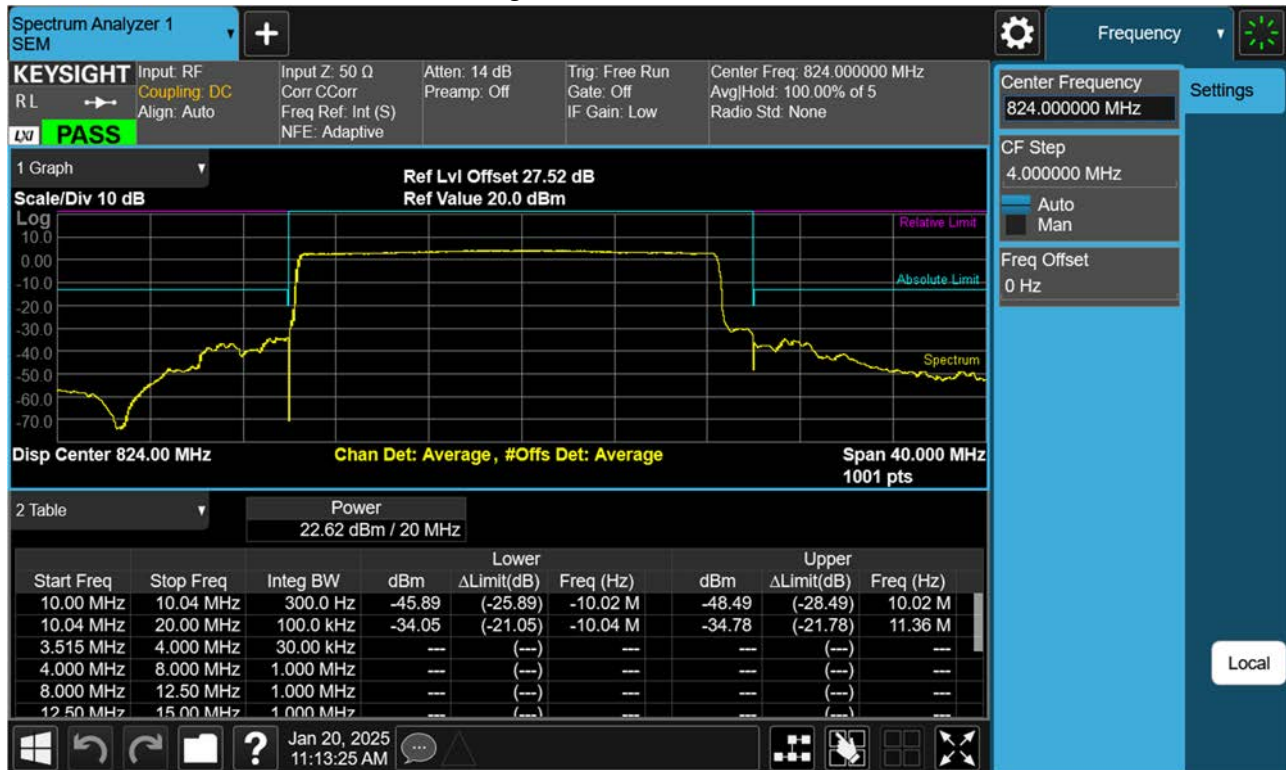 Spectrum Analyzer 1
SEM
Frequency
KEYSIGHT
RL
LXI PASS
Input: RF
Coupling: DC
Align: Auto
Input Z: 50 Ω
Corr CCorr
Freq Ref: Int (S)
NFE: Adaptive
Atten: 14 dB
Preamp: Off
Trig: Free Run
Gate: Off
IF Gain: Low
Center Freq: 824.000000 MHz
Avg|Hold: 100.00% of 5
Radio Std: None
Center Frequency
824.000000 MHz
Settings
CF Step
4.000000 MHz
Auto
Man
Freq Offset
0 Hz
Local
1 Graph
Scale/Div 10 dB
Ref Lvl Offset 27.52 dB
Ref Value 20.0 dBm
Log
10.0
0.00
-10.0
-20.0
-30.0
-40.0
-50.0
-60.0
-70.0
Relative Limit
Absolute Limit
Spectrum
Disp Center 824.00 MHz
Chan Det: Average, #Offs Det: Average
Span 40.000 MHz
1001 pts
2 Table
Power
22.62 dBm / 20 MHz
Lower Upper
Start Freq Stop Freq Integ BW dBm ΔLimit(dB) Freq (Hz) dBm ΔLimit(dB) Freq (Hz)
10.00 MHz 10.04 MHz 300.0 Hz -45.89 (-25.89) -10.02 M -48.49 (-28.49) 10.02 M
10.04 MHz 20.00 MHz 100.0 kHz -34.05 (-21.05) -10.04 M -34.78 (-21.78) 11.36 M
3.515 MHz 4.000 MHz 30.00 kHz --- (---) --- --- (---) ---
4.000 MHz 8.000 MHz 1.000 MHz --- (---) --- --- (---) ---
8.000 MHz 12.50 MHz 1.000 MHz --- (---) --- --- (---) ---
12.50 MHz 15.00 MHz 1.000 MHz --- (---) --- --- (---) ---
?
Jan 20, 2025
11:13:25 AM